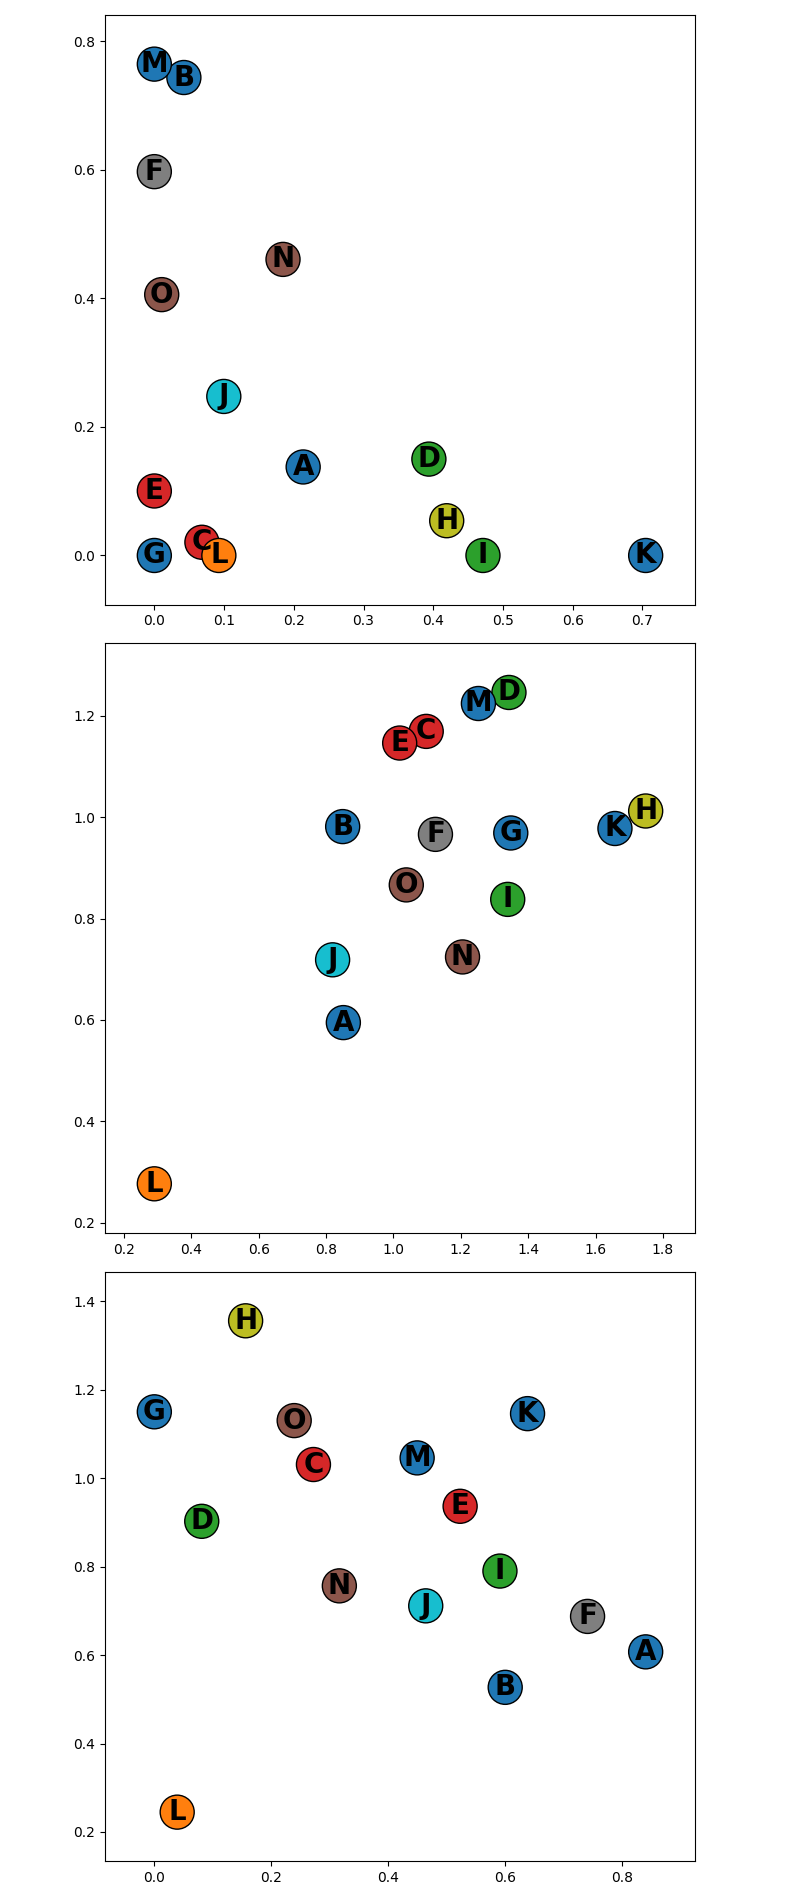 0.8
M B
F
0.6
N
O
0.4
J
0.2
A D
E
H
C
0.0
G L I K
0.0 0.1 0.2 0.3 0.4 0.5 0.6 0.7
M D
1.2
E C
1.0
B F G K H
O
I
0.8
J N
0.6
A
0.4
L
0.2
0.2 0.4 0.6 0.8 1.0 1.2 1.4 1.6 1.8
1.4
H
1.2
G O K
C M
1.0
E
D
0.8
N J I
F
0.6
A
B
0.4
L
0.2
0.0 0.2 0.4 0.6 0.8